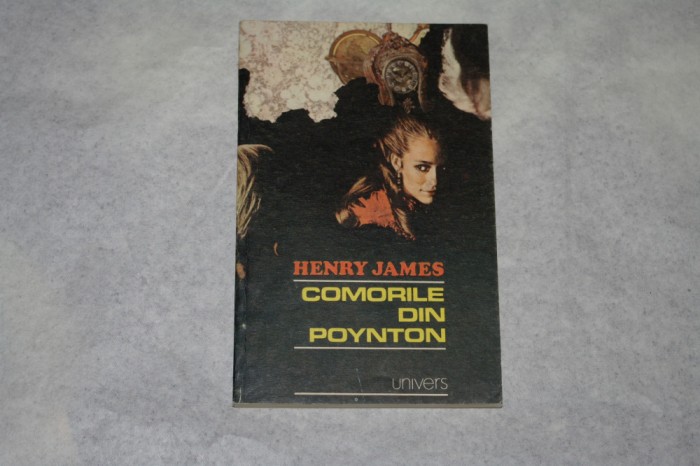 HENRY JAMES
COMORILE
DIN
POYNTON
univers